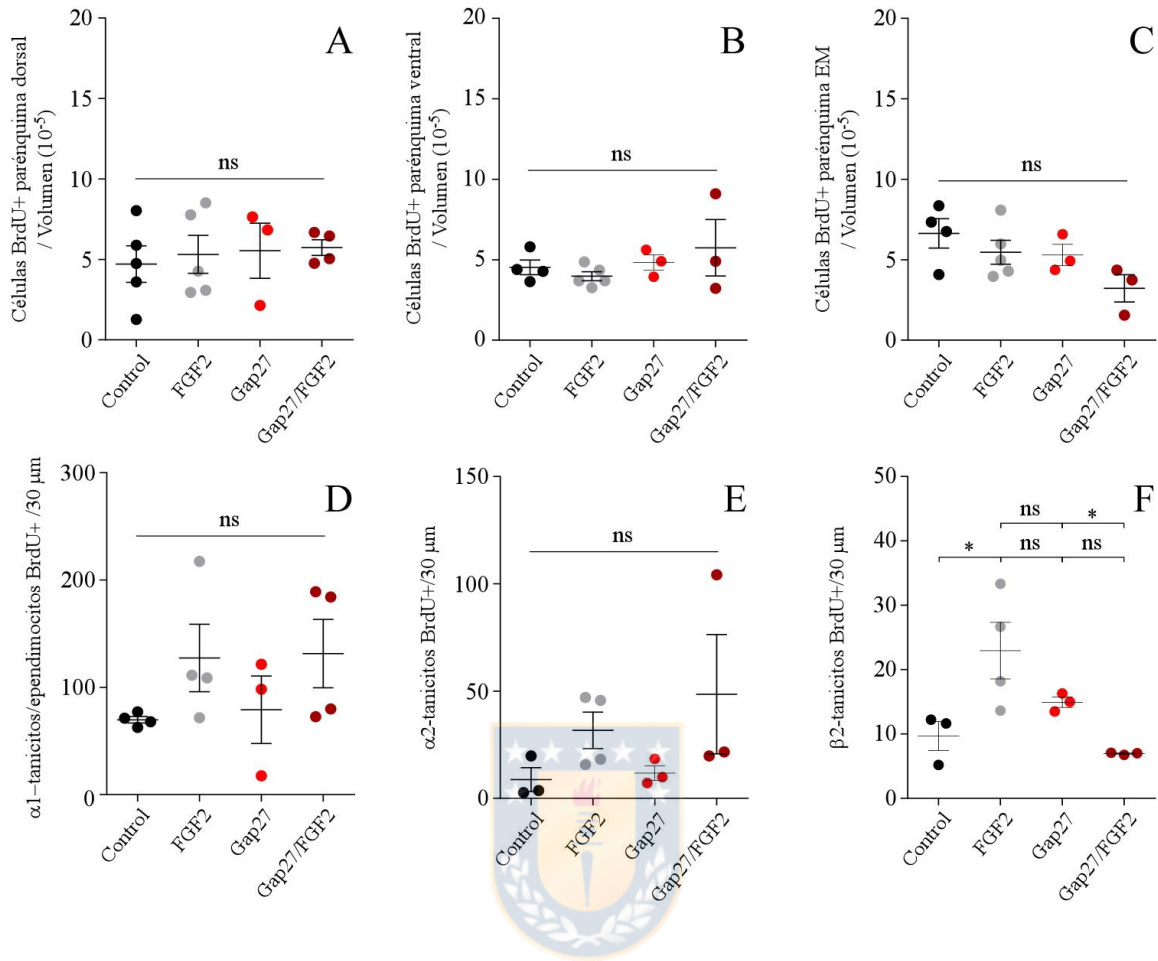 A
Células BrdU+ parénquima dorsal
/ Volumen (10-5)
20
15
10
5
0
ns
Control
FGF2
Gap27
Gap27/FGF2
B
Células BrdU+ parénquima ventral
/ Volumen (10-5)
20
15
10
5
0
ns
Control
FGF2
Gap27
Gap27/FGF2
C
Células BrdU+ parénquima EM
/ Volumen (10-5)
20
15
10
5
0
ns
Control
FGF2
Gap27
Gap27/FGF2
D
α1−tanicitos/ependimocitos BrdU+ /30 μm
300
200
100
0
ns
Control
FGF2
Gap27
Gap27/FGF2
E
α2-tanicitos BrdU+/30 μm
150
100
50
0
ns
Control
FGF2
Gap27
Gap27/FGF2
F
β2-tanicitos BrdU+/30 μm
50
40
30
20
10
0
ns *
* ns ns
Control
FGF2
Gap27
Gap27/FGF2